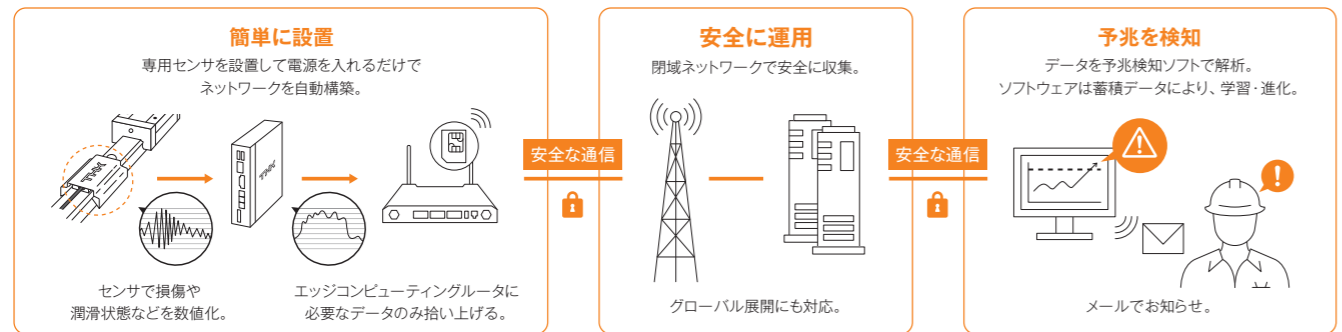 簡単に設置
専用センサを設置して電源を入れるだけで
ネットワークを自動構築。
THK
THK
センサで損傷や
潤滑状態などを数値化。
エッジコンピューティングルータに
必要なデータのみ拾い上げる。
安全な通信
安全に運用
閉域ネットワークで安全に収集。
グローバル展開にも対応。
安全な通信
予兆を検知
データを予兆検知ソフトで解析。
ソフトウェアは蓄積データにより、学習・進化。
!
!
メールでお知らせ。